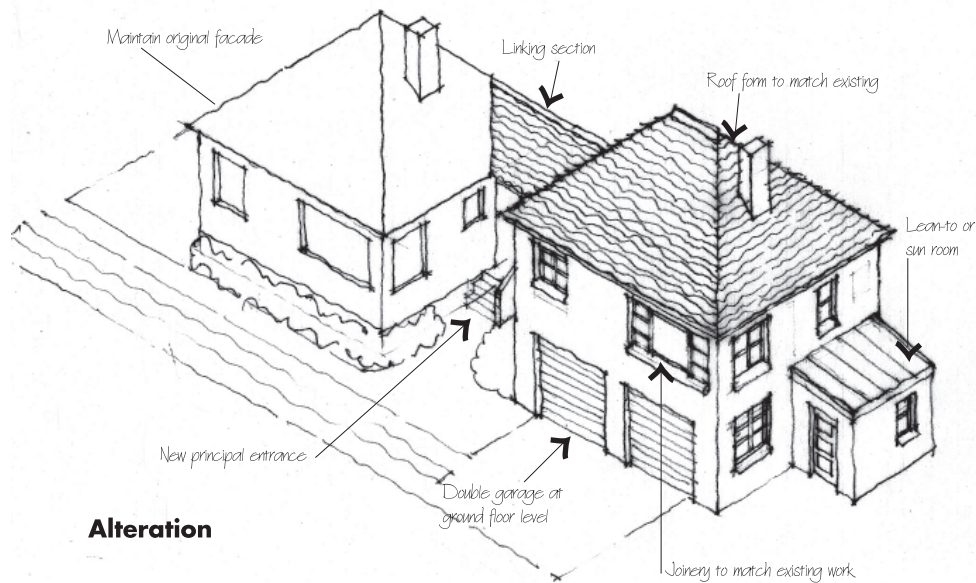 Maintain original facade
Linking section
Roof form to match existing
Lean-to or
sun room
New principal entrance
Double garage at
ground floor level
Joinery to match existing work
Alteration